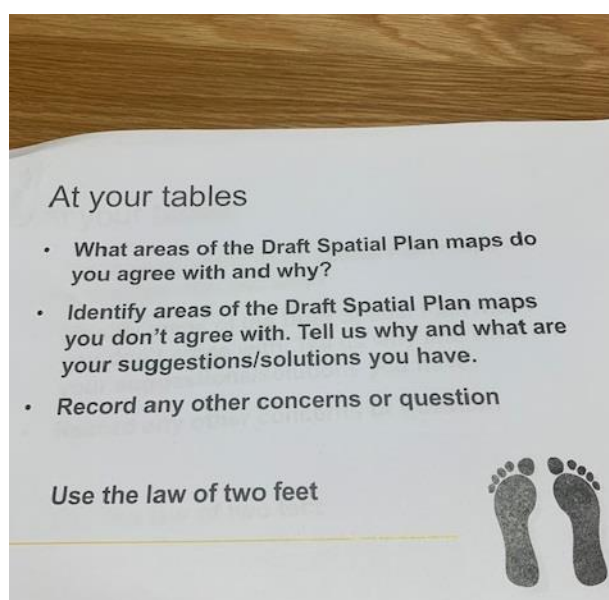 At your tables
• What areas of the Draft Spatial Plan maps do
you agree with and why?
• Identify areas of the Draft Spatial Plan maps
you don't agree with. Tell us why and what are
your suggestions/solutions you have.
• Record any other concerns or question
Use the law of two feet